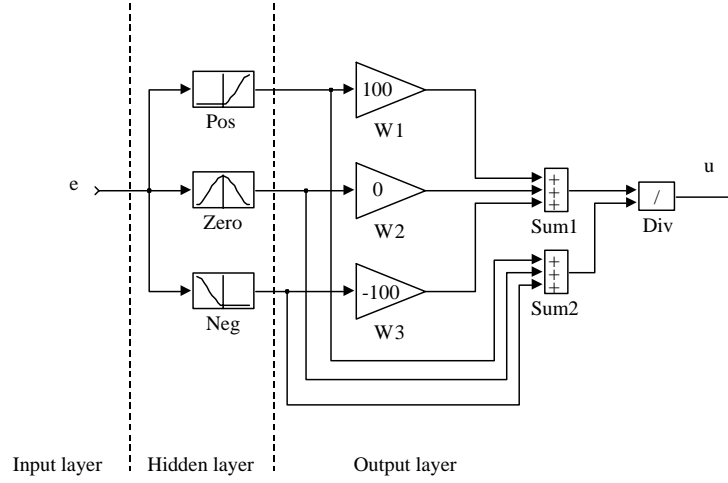 100
Pos
W1
e
u
0
+
+
+
/
Zero
W2
Sum1
Div
-100
+
+
+
Neg
W3
Sum2
Input layer
Hidden layer
Output layer